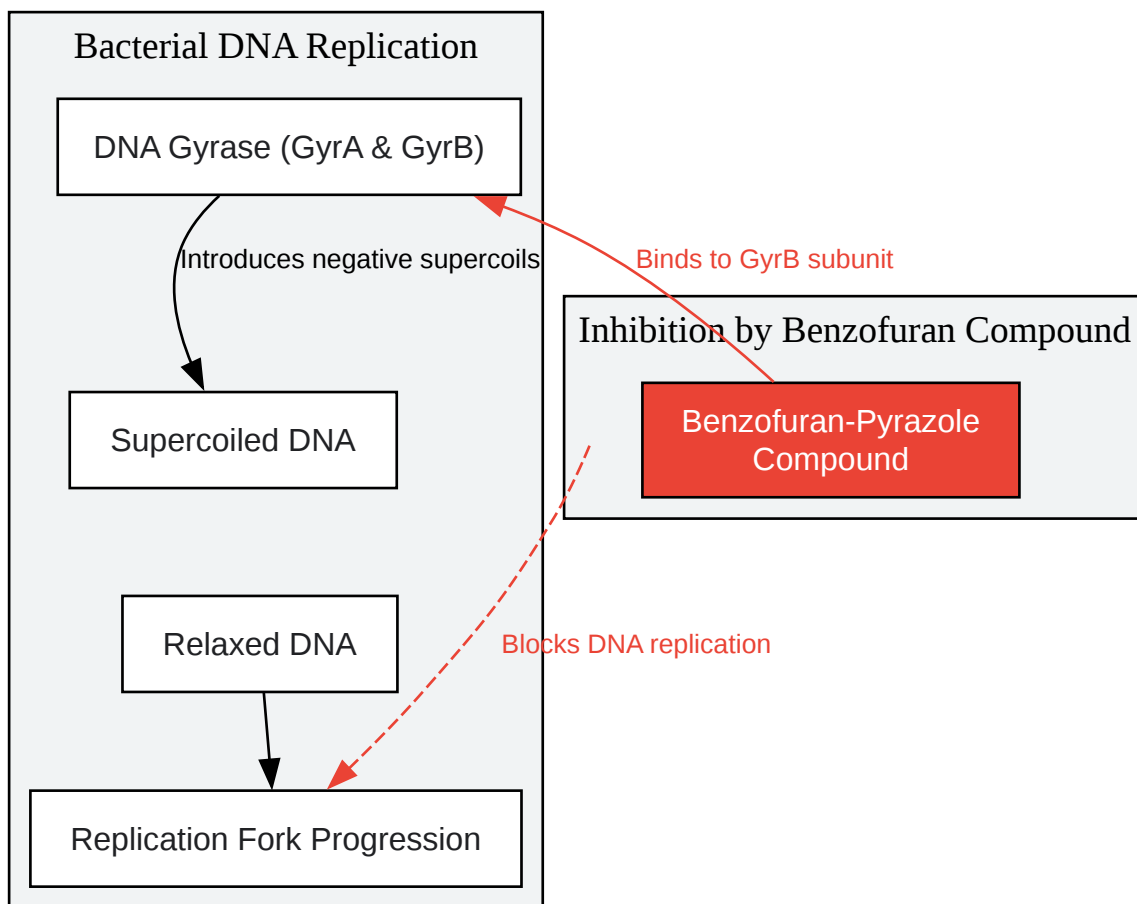 Bacterial DNA Replication
DNA Gyrase (GyrA & GyrB)
Introduces negative supercoils
Binds to GyrB subunit
Inhibition by Benzofuran Compound
Benzofuran-Pyrazole
Compound
Supercoiled DNA
Relaxed DNA
Blocks DNA replication
Replication Fork Progression